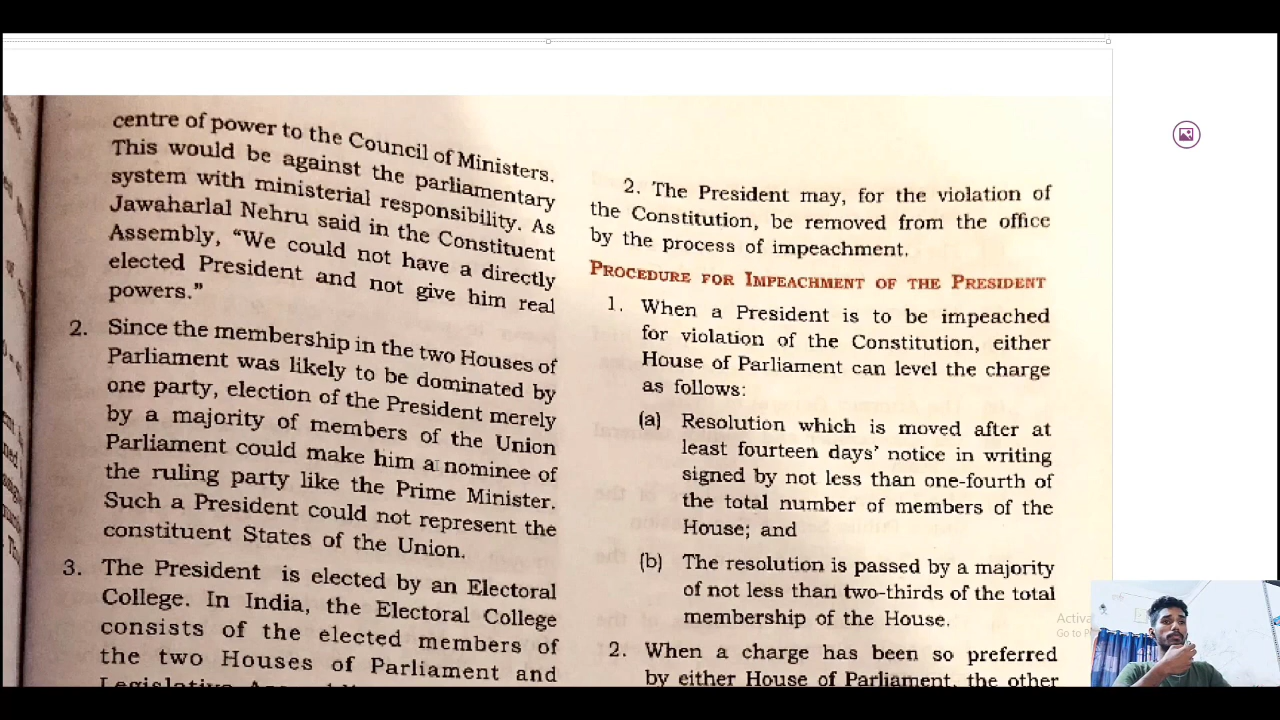 centre of power to the Council of Ministers.
This would be against the parliamentary
system with ministerial responsibility. As
Jawaharlal Nehru said in the Constituent
Assembly, “We could not have a directly
elected President and not give him real
powers.”
2. Since the membership in the two Houses of
Parliament was likely to be dominated by
one party, election of the President merely
by a majority of members of the Union
Parliament could make him a nominee of
the ruling party like the Prime Minister.
Such a President could not represent the
constituent States of the Union.
3. The President is elected by an Electoral
College. In India, the Electoral College
consists of the elected members of
the two Houses of Parliament and
2. The President may, for the violation of
the Constitution, be removed from the office
by the process of impeachment.
PROCEDURE FOR IMPEACHMENT OF THE PRESIDENT
1. When a President is to be impeached
for violation of the Constitution, either
House of Parliament can level the charge
as follows:
(a) Resolution which is moved after at
least fourteen days’ notice in writing
signed by not less than one-fourth of
the total number of members of the
House; and
(b) The resolution is passed by a majority
of not less than two-thirds of the total
membership of the House.
2. When a charge has been so preferred
by either House of Parliament, the other
Activa
Go to P